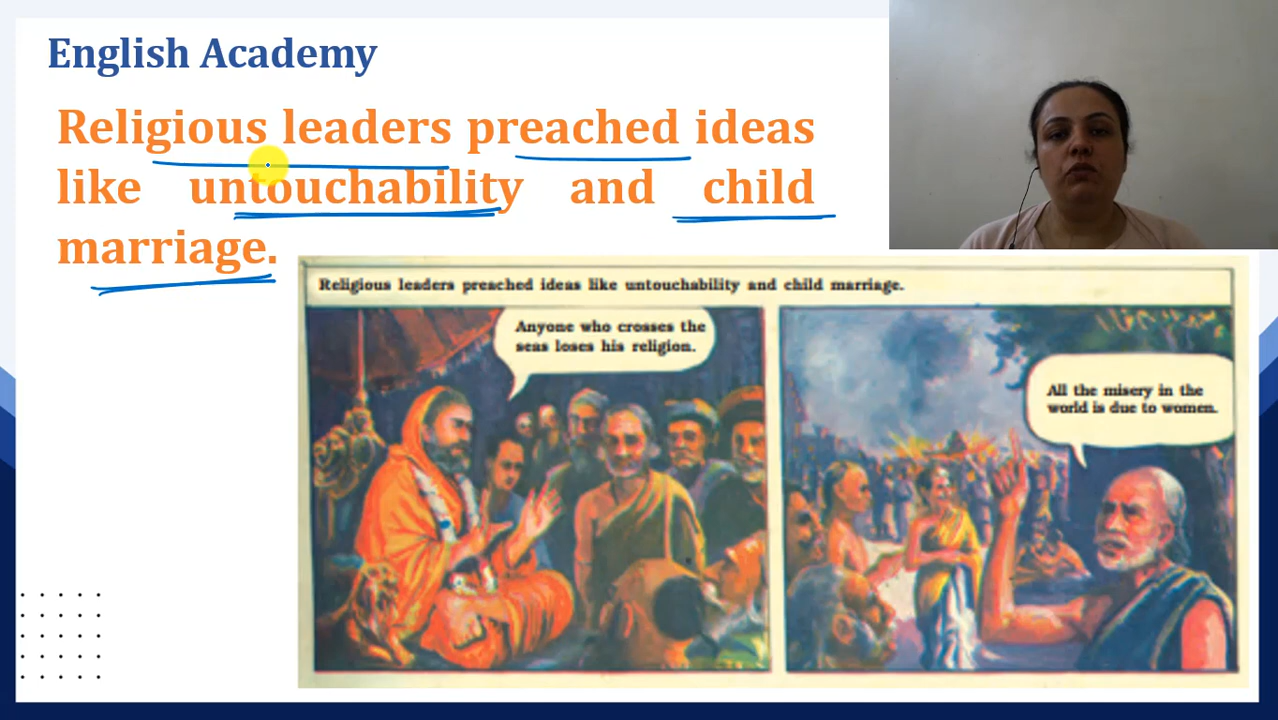 English Academy
Religious leaders preached ideas
like untouchability and child
marriage.
Religious leaders preached ideas like untouchability and child marriage.
Anyone who crosses the
seas loses his religion.
All the misery in the
world is due to women.